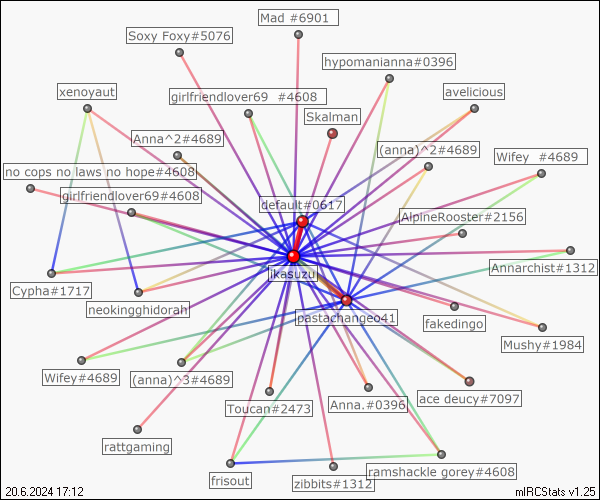 Mad #6901
Soxy Foxy#5076
hypomanianna#0396
xenoyaut
girlfriendlover69 #4608
avelicious
Skalman
Anna^2#4689
(anna)^2#4689
Wifey #4689
no cops no laws no hope#4608
girlfriendlover69#4608
default#0617
AlpineRooster#2156
Annarchist#1312
ikasuzu
Cypha#1717
neokingghidorah
pastachangeo41
fakedingo
Mushy#1984
Wifey#4689
(anna)^3#4689
Toucan#2473
Anna.#0396
ace deucy#7097
rattgaming
frisout
zibbits#1312
ramshackle gorey#4608
20.6.2024 17:12
mIRCStats v1.25